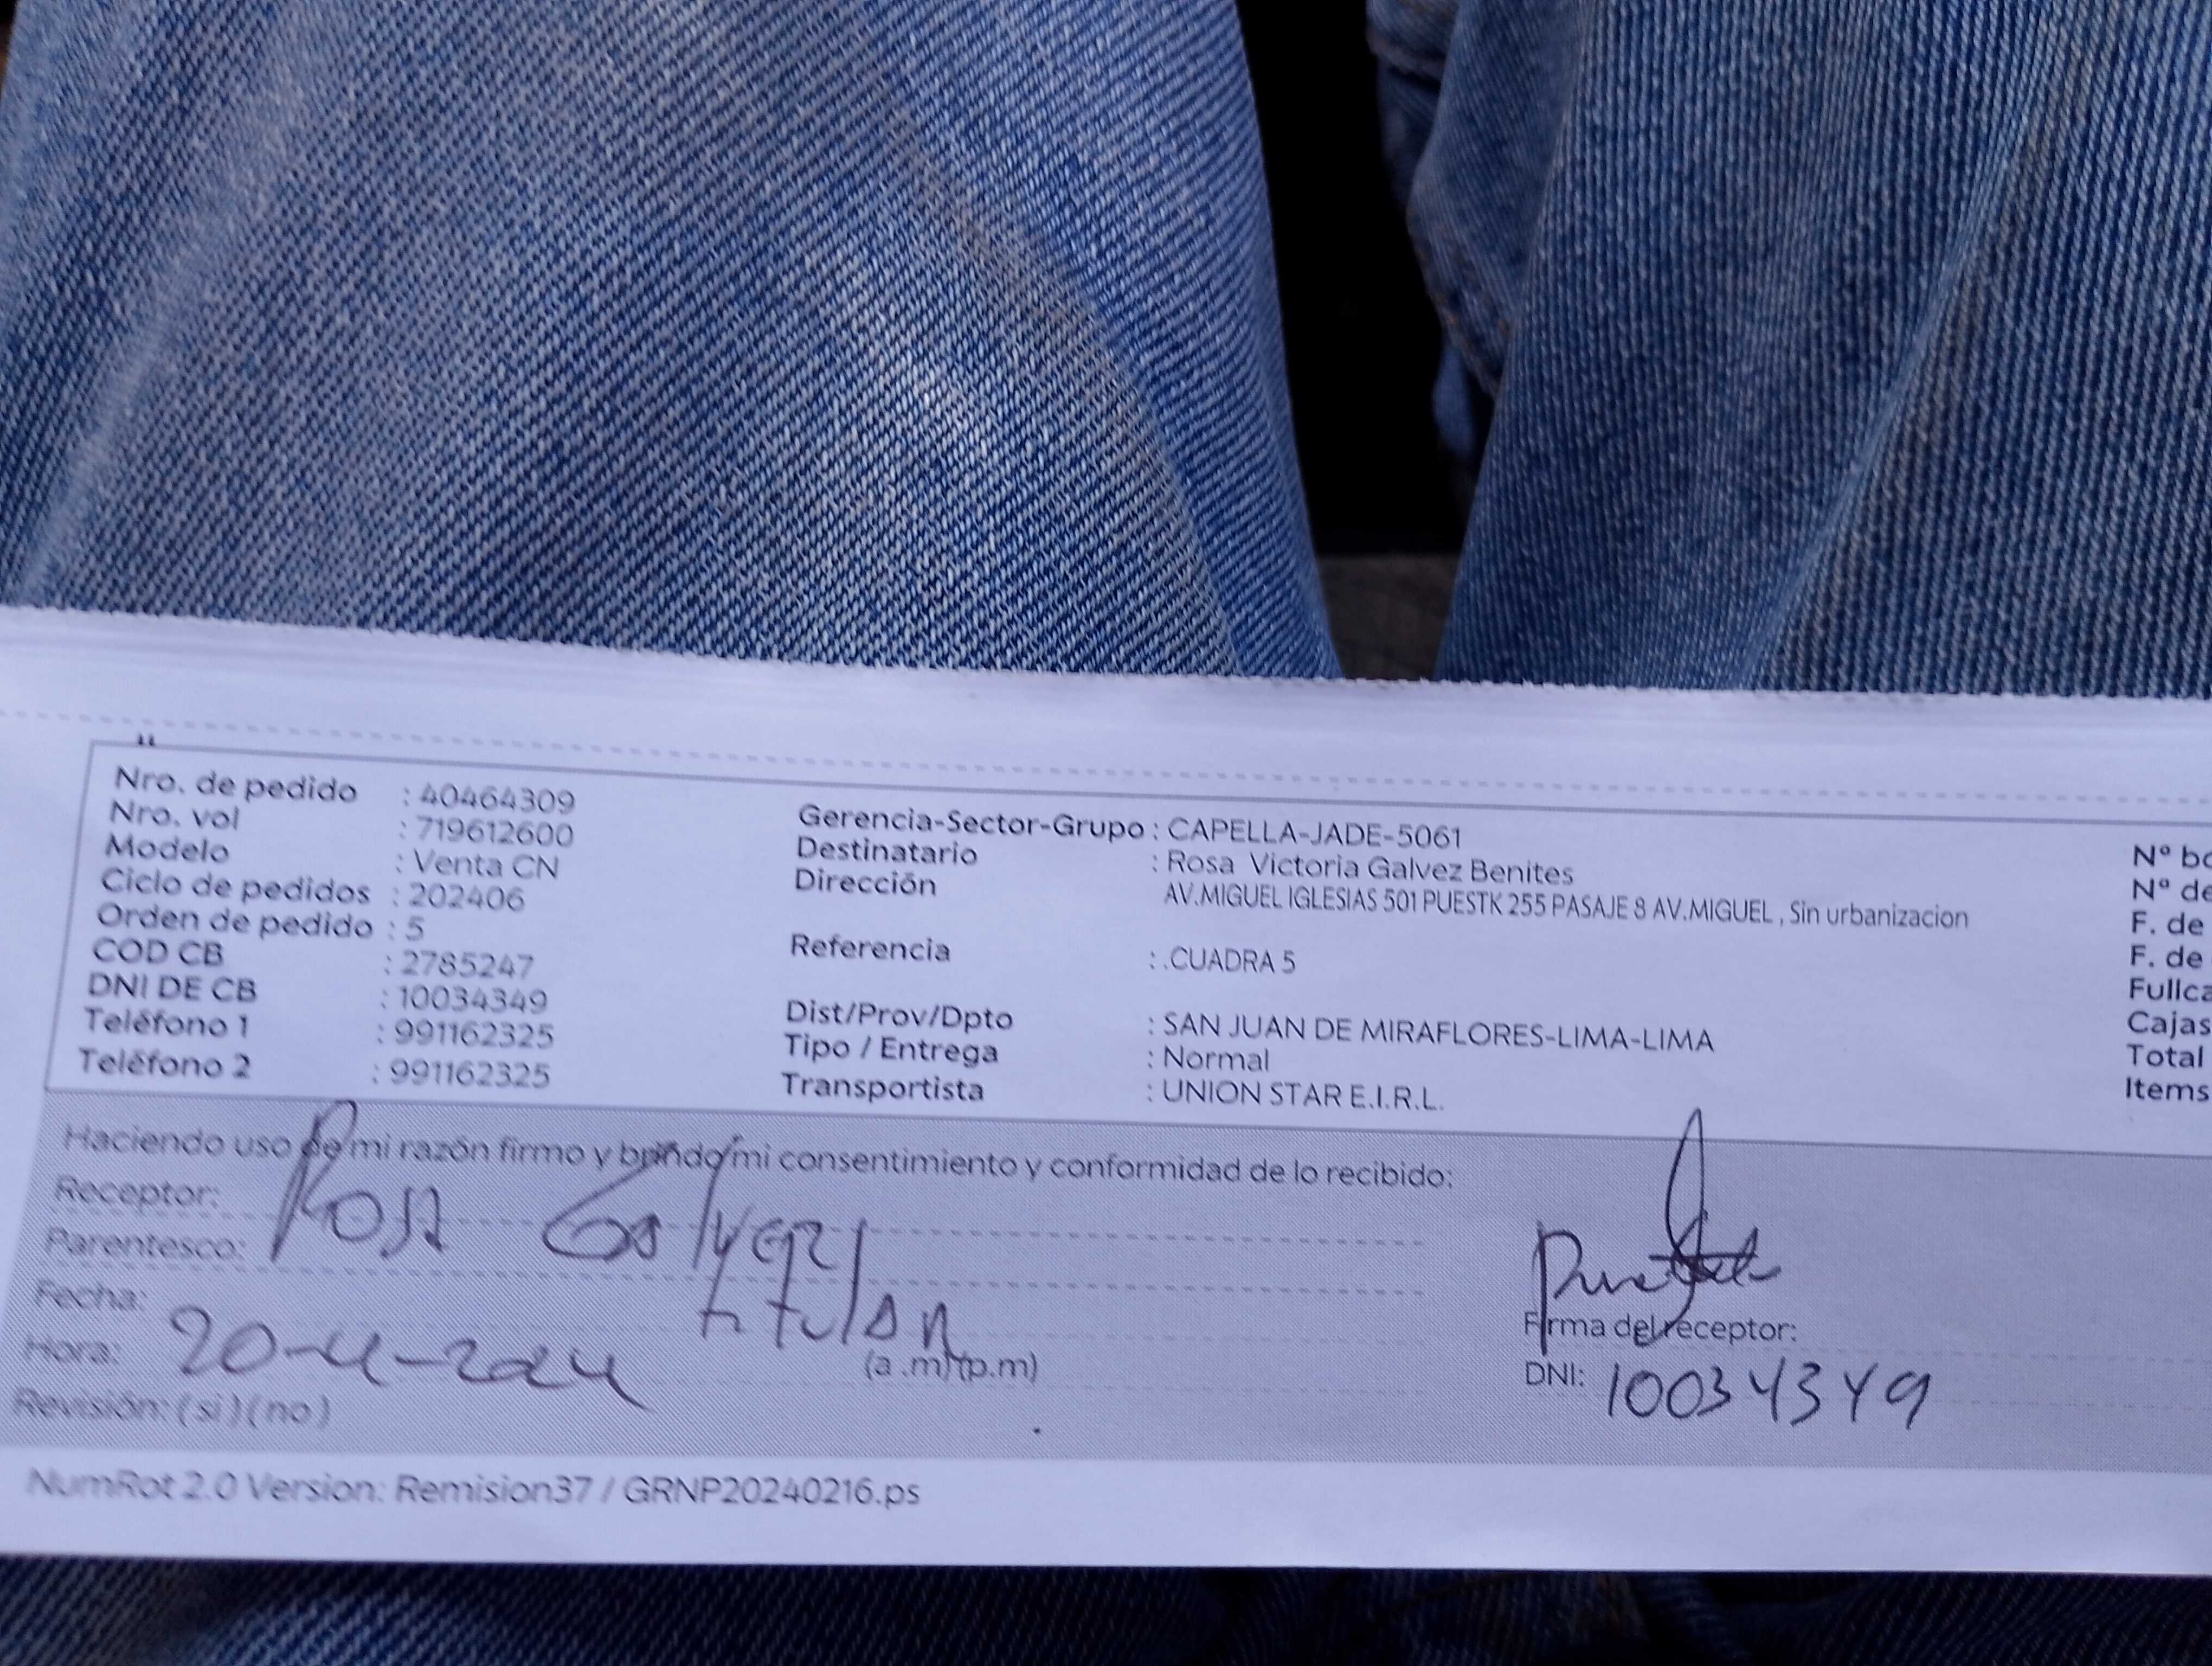 Nro. de pedido : 40464309
Nro. vol : 719612600
Modelo : Venta CN
Ciclo de pedidos : 202406
Orden de pedido : 5
COD CB : 2785247
DNI DE CB : 10034349
Teléfono 1 : 991162325
Teléfono 2 : 991162325
Gerencia-Sector-Grupo : CAPELLA-JADE-5061
Destinatario : Rosa Victoria Galvez Benites
Dirección AV.MIGUEL IGLESIAS 501 PUESTK 255 PASAJE 8 AV.MIGUEL , Sin urbanizacion
Referencia : .CUADRA 5
Dist/Prov/Dpto : SAN JUAN DE MIRAFLORES-LIMA-LIMA
Tipo / Entrega : Normal
Transportista : UNION STAR E.I.R.L.
Nº bo
Nº de
F. de
F. de
Fullca
Cajas
Total
Items
Haciendo uso de mi razón firmo y brindo mi consentimiento y conformidad de lo recibido:
Receptor: Rosa Galvez
Parentesco: titular
Fecha: 20-4-2024
Hora: (a .m) (p.m)
Revisión: ( si ) ( no )
Firma del receptor:
DNI: 10034349
NumRot 2.0 Version: Remision37 / GRNP20240216.ps